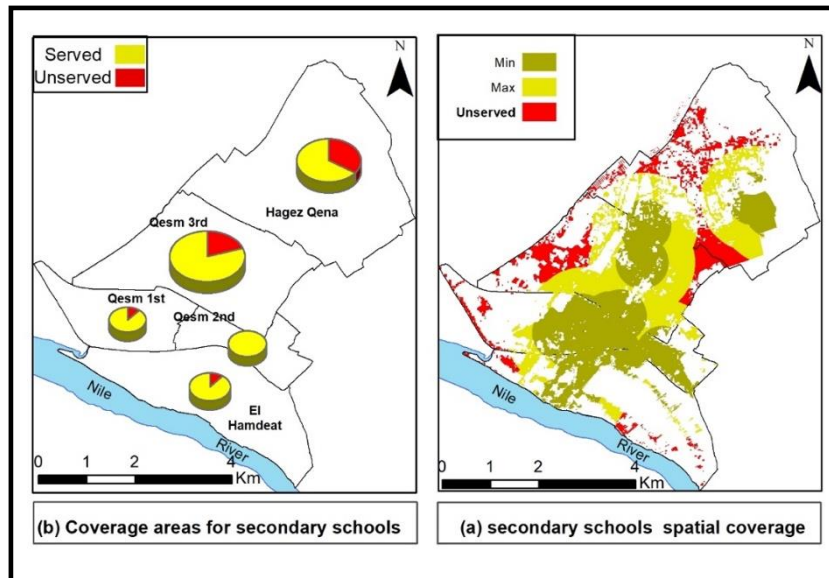 Served
Unserved
N
Hagez Qena
Qesm 3rd
Qesm 1st
Qesm 2nd
El
Hamdeat
Nile
River
0 1 2 4
Km
(b) Coverage areas for secondary schools
Min
Max
Unserved
N
Nile
River
0 1 2 4
Km
(a) secondary schools spatial coverage